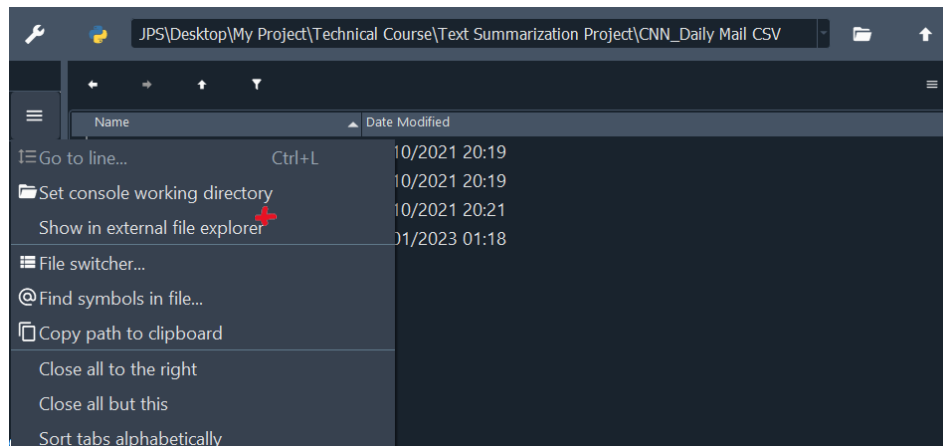 JPS\Desktop\My Project\Technical Course\Text Summarization Project\CNN_Daily Mail CSV
Name Date Modified
Go to line... Ctrl+L
10/2021 20:19
Set console working directory
10/2021 20:19
Show in external file explorer
10/2021 20:21
01/2023 01:18
File switcher...
Find symbols in file...
Copy path to clipboard
Close all to the right
Close all but this
Sort tabs alphabetically